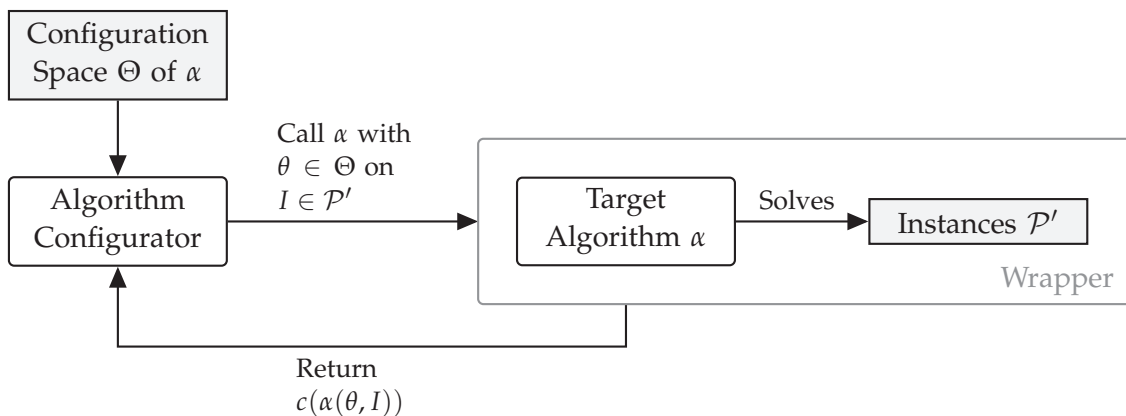 Configuration
Space Θ of α
Call α with
θ ∈ Θ on
I ∈ 𝒫′
Algorithm
Configurator
Target
Algorithm α
Solves
Instances 𝒫′
Wrapper
Return
c(α(θ, I))